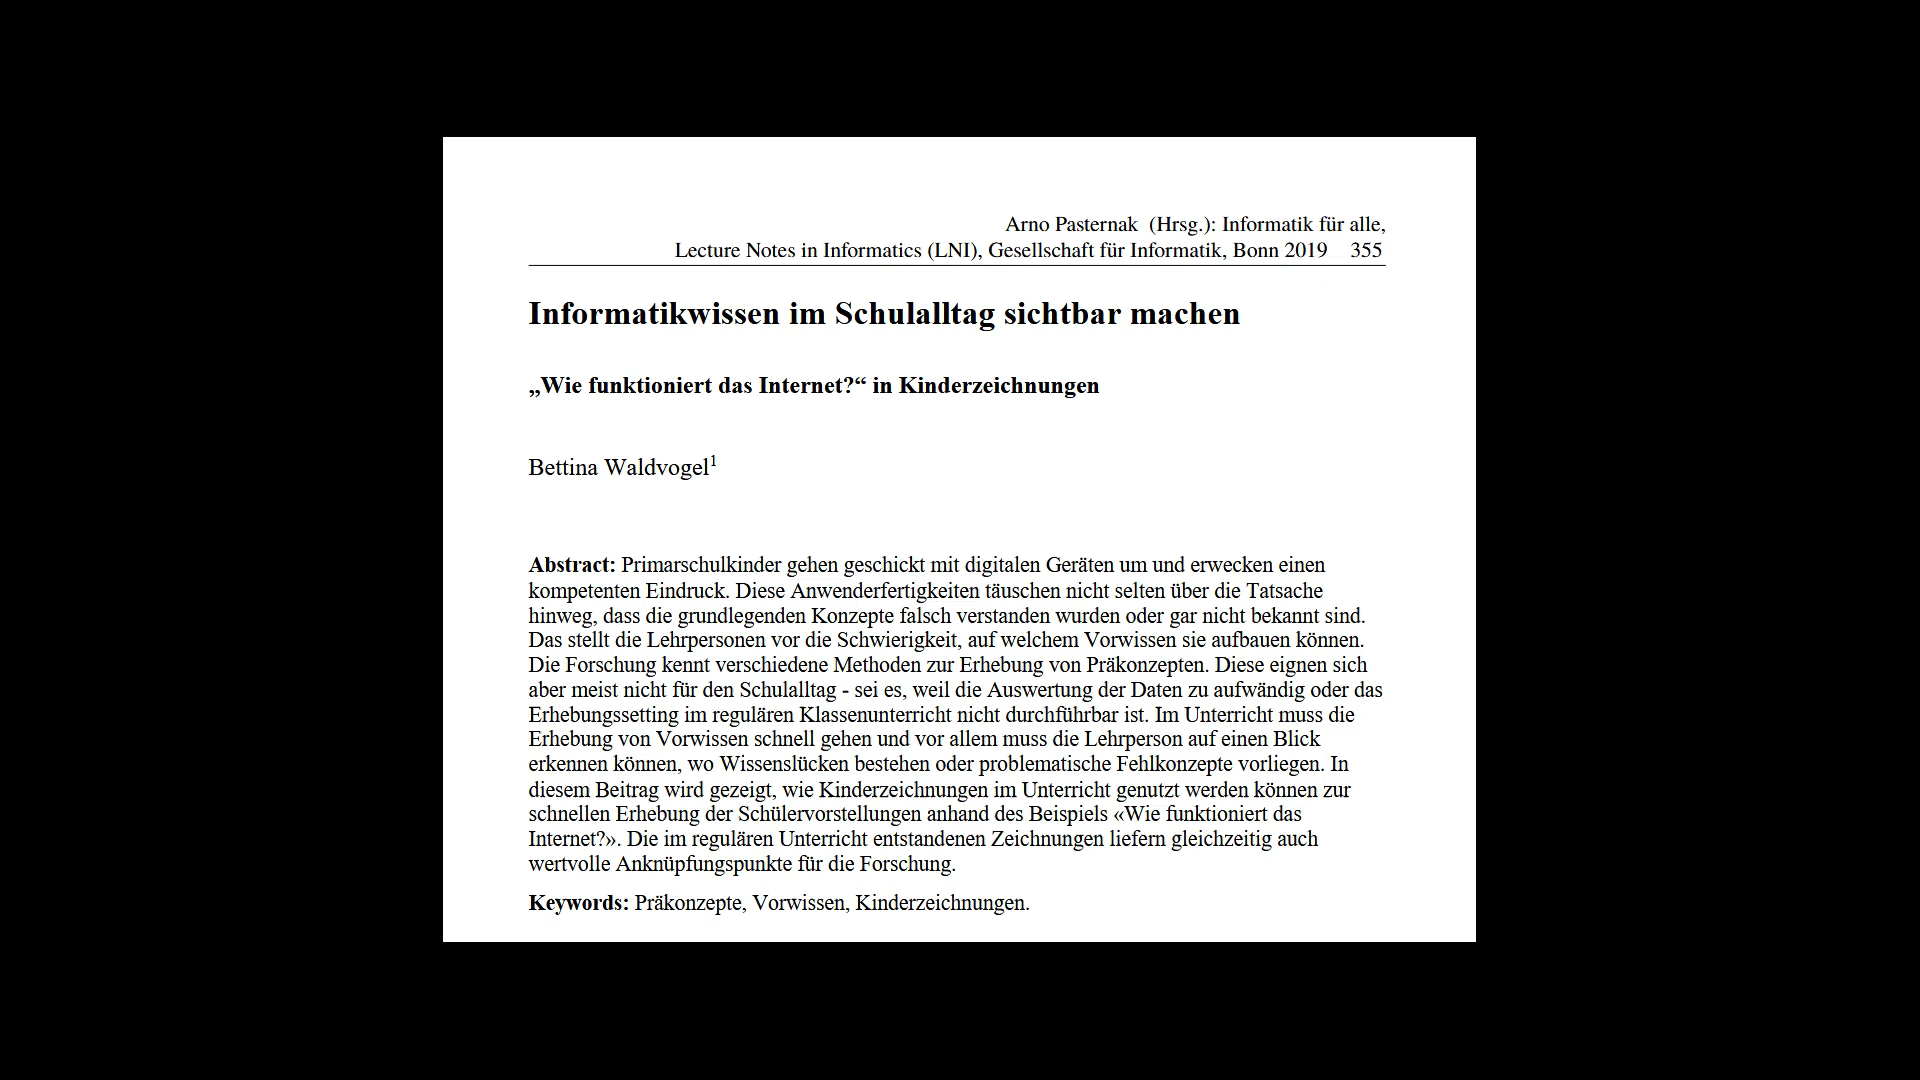 Arno Pasternak  (Hrsg.): Informatik für alle,
Lecture Notes in Informatics (LNI), Gesellschaft für Informatik, Bonn 2019    355
Informatikwissen im Schulalltag sichtbar machen
„Wie funktioniert das Internet?“ in Kinderzeichnungen
Bettina Waldvogel1
Abstract: Primarschulkinder gehen geschickt mit digitalen Geräten um und erwecken einen
kompetenten Eindruck. Diese Anwenderfertigkeiten täuschen nicht selten über die Tatsache
hinweg, dass die grundlegenden Konzepte falsch verstanden wurden oder gar nicht bekannt sind.
Das stellt die Lehrpersonen vor die Schwierigkeit, auf welchem Vorwissen sie aufbauen können.
Die Forschung kennt verschiedene Methoden zur Erhebung von Präkonzepten. Diese eignen sich
aber meist nicht für den Schulalltag - sei es, weil die Auswertung der Daten zu aufwändig oder das
Erhebungssetting im regulären Klassenunterricht nicht durchführbar ist. Im Unterricht muss die
Erhebung von Vorwissen schnell gehen und vor allem muss die Lehrperson auf einen Blick
erkennen können, wo Wissenslücken bestehen oder problematische Fehlkonzepte vorliegen. In
diesem Beitrag wird gezeigt, wie Kinderzeichnungen im Unterricht genutzt werden können zur
schnellen Erhebung der Schülervorstellungen anhand des Beispiels «Wie funktioniert das
Internet?». Die im regulären Unterricht entstandenen Zeichnungen liefern gleichzeitig auch
wertvolle Anknüpfungspunkte für die Forschung.
Keywords: Präkonzepte, Vorwissen, Kinderzeichnungen.